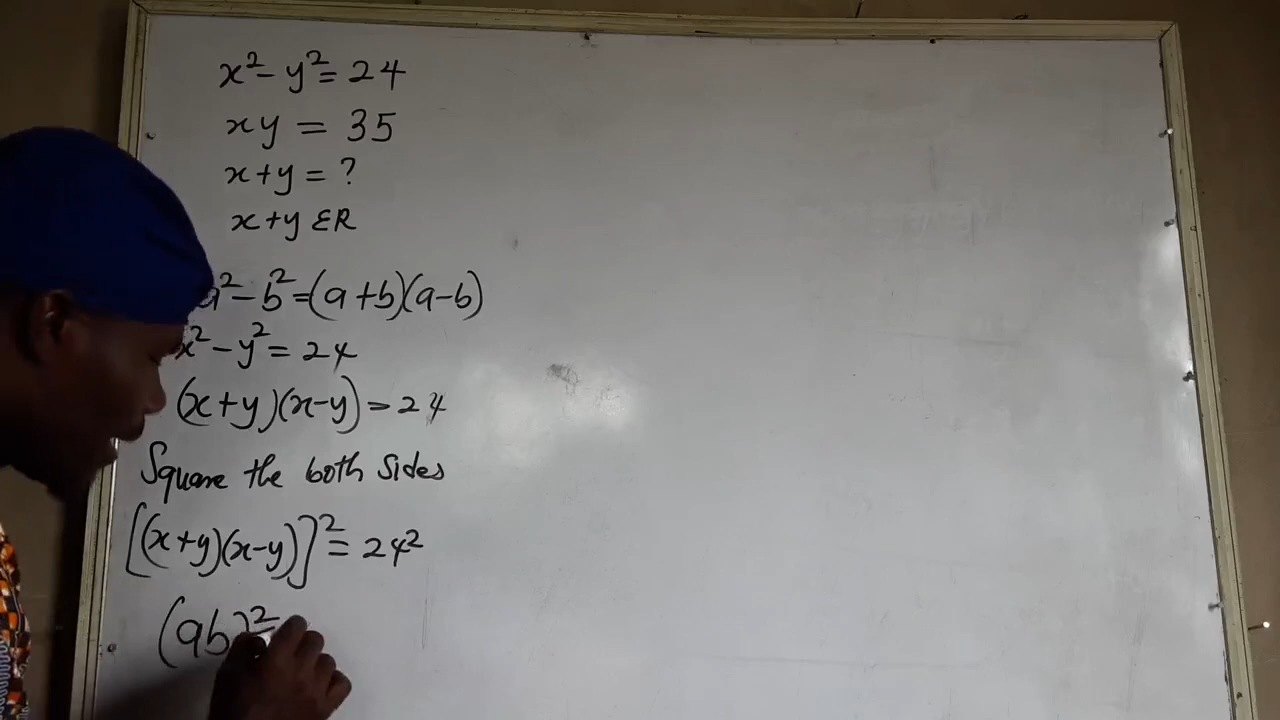 x² - y² = 24
xy = 35
x + y = ?
x + y ƐR
a² - b² = (a + b)(a - b)
x² - y² = 24
(x + y)(x - y) = 24
Square the both Sides
[(x + y)(x - y)]² = 24²
(ab)² =